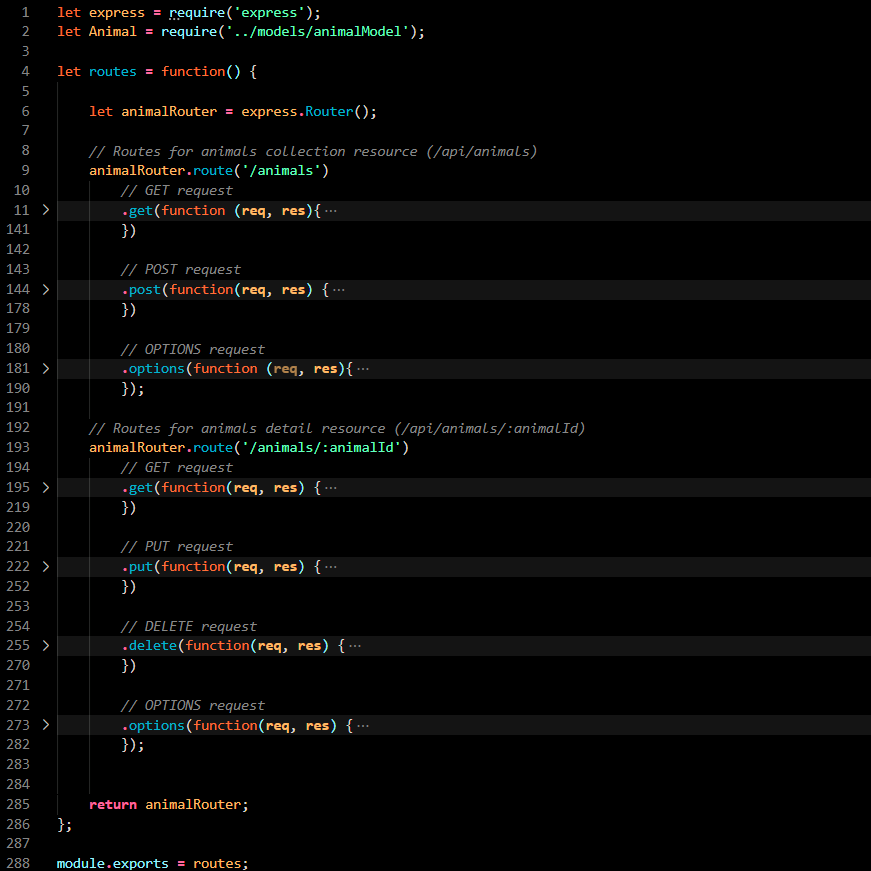 1 let express = require('express');
2 let Animal = require('../models/animalModel');
3
4 let routes = function() {
5
6 let animalRouter = express.Router();
7
8 // Routes for animals collection resource (/api/animals)
9 animalRouter.route('/animals')
10 // GET request
11 .get(function (req, res){ ···
141 })
142
143 // POST request
144 .post(function(req, res) { ···
178 })
179
180 // OPTIONS request
181 .options(function (req, res){ ···
190 });
191
192 // Routes for animals detail resource (/api/animals/:animalId)
193 animalRouter.route('/animals/:animalId')
194 // GET request
195 .get(function(req, res) { ···
219 })
220
221 // PUT request
222 .put(function(req, res) { ···
252 })
253
254 // DELETE request
255 .delete(function(req, res) { ···
270 })
271
272 // OPTIONS request
273 .options(function(req, res) { ···
282 });
283
284
285 return animalRouter;
286 };
287
288 module.exports = routes;